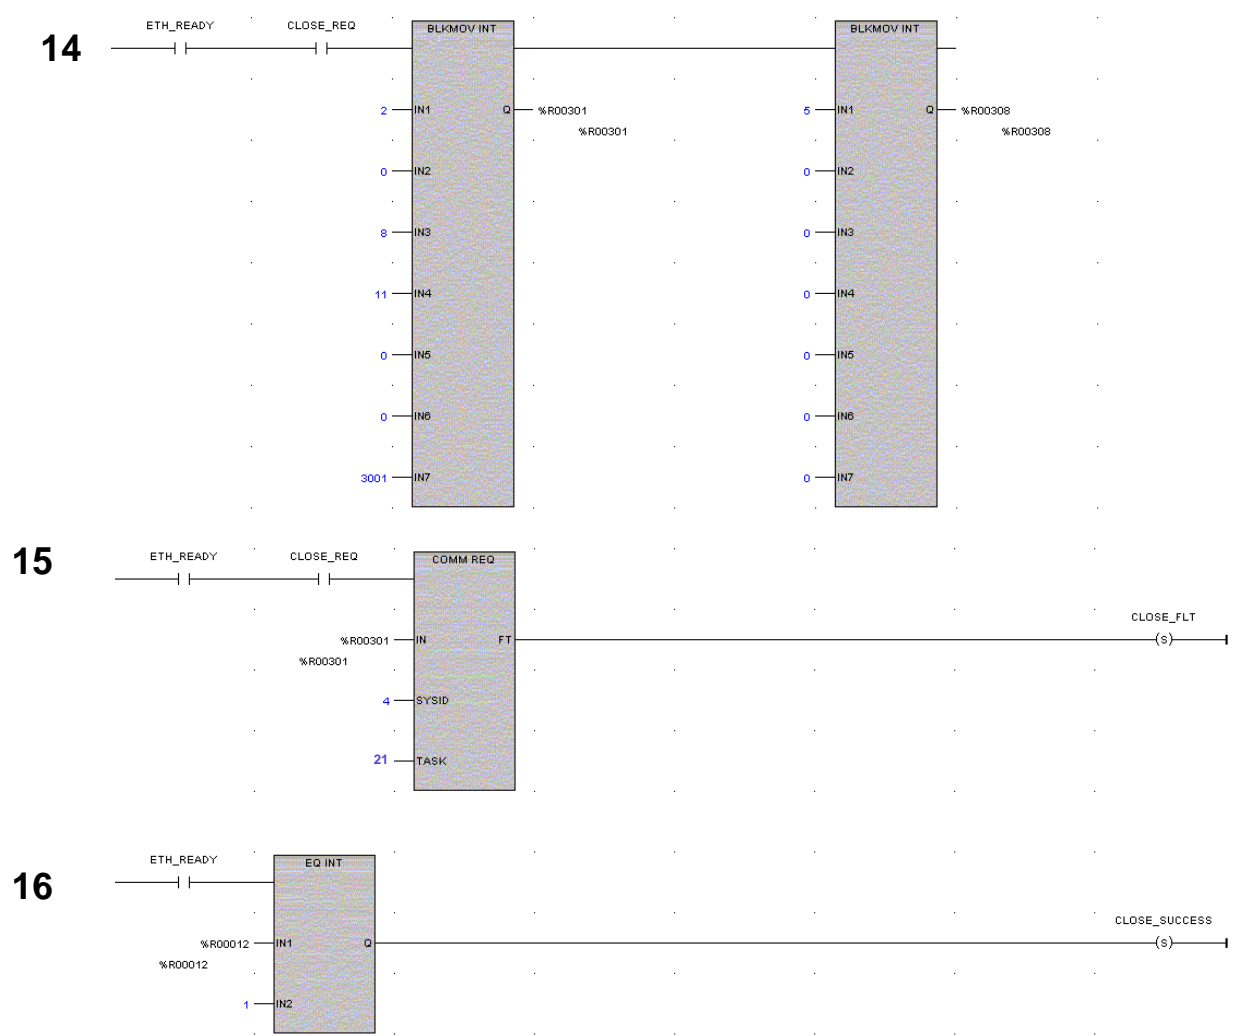 ETH_READY CLOSE_REQ BLKMOV INT BLKMOV INT
14
2 IN1 Q %R00301 5 IN1 Q %R00308
%R00301 %R00308
0 IN2 0 IN2
8 IN3 0 IN3
11 IN4 0 IN4
0 IN5 0 IN5
0 IN6 0 IN6
3001 IN7 0 IN7
15
ETH_READY CLOSE_REQ COMM REQ
CLOSE_FLT
%R00301 IN FT (S)
%R00301
4 SYSID
21 TASK
ETH_READY EQ INT
16
CLOSE_SUCCESS
%R00012 IN1 Q (S)
%R00012
1 IN2